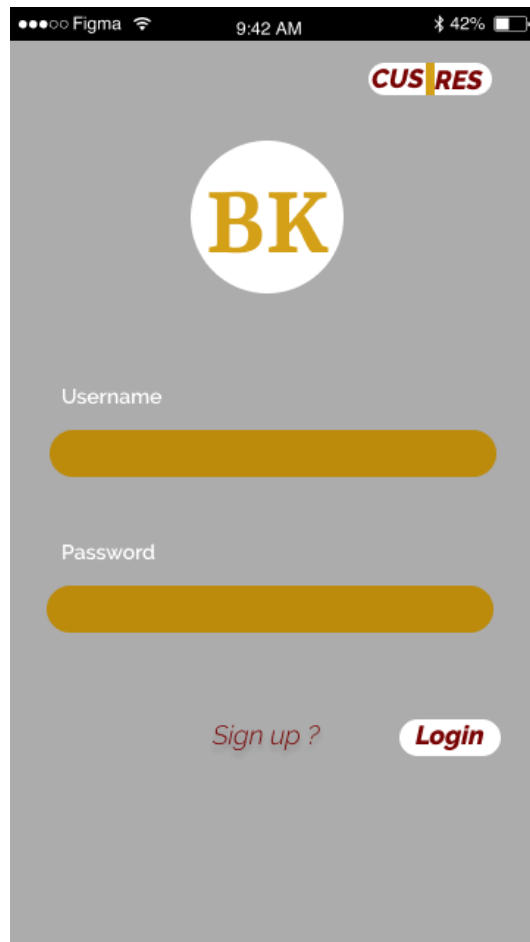 Figma 9:42 AM 42%
CUS RES
BK
Username
Password
Sign up ? Login